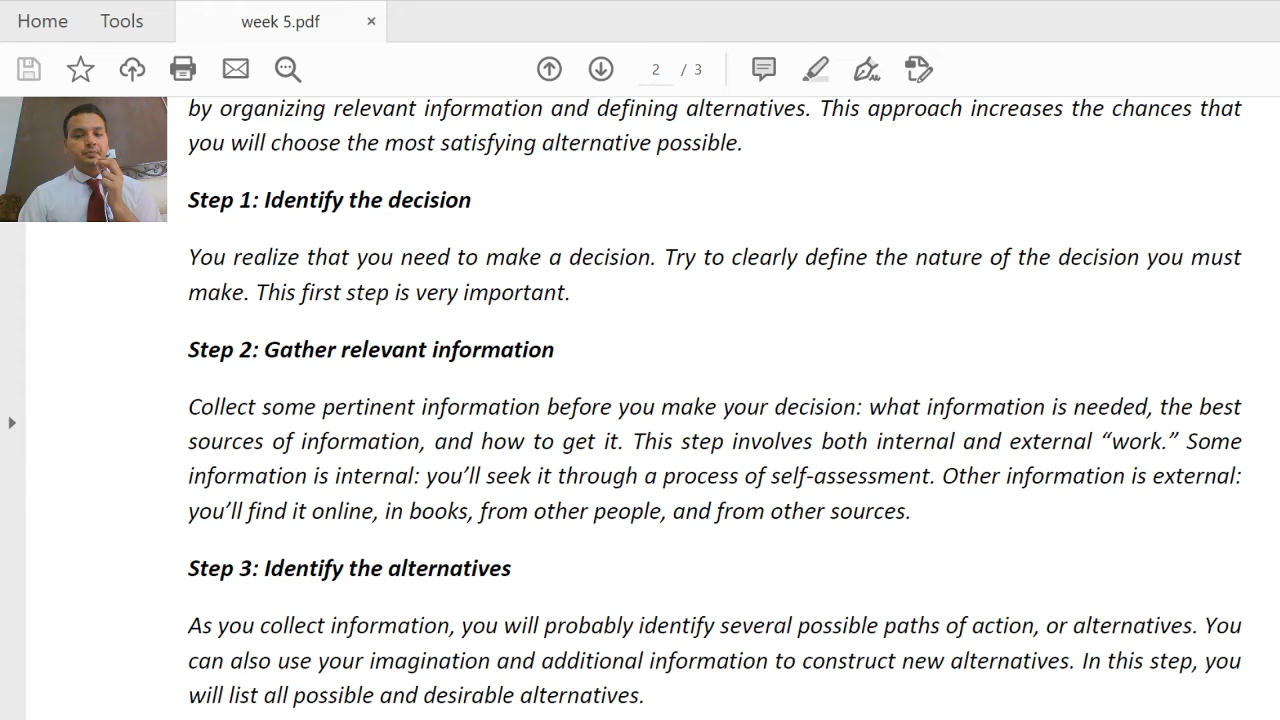 Home Tools week 5.pdf ×
2 / 3
by organizing relevant information and defining alternatives. This approach increases the chances that
you will choose the most satisfying alternative possible.
Step 1: Identify the decision
You realize that you need to make a decision. Try to clearly define the nature of the decision you must
make. This first step is very important.
Step 2: Gather relevant information
Collect some pertinent information before you make your decision: what information is needed, the best
sources of information, and how to get it. This step involves both internal and external “work.” Some
information is internal: you’ll seek it through a process of self-assessment. Other information is external:
you’ll find it online, in books, from other people, and from other sources.
Step 3: Identify the alternatives
As you collect information, you will probably identify several possible paths of action, or alternatives. You
can also use your imagination and additional information to construct new alternatives. In this step, you
will list all possible and desirable alternatives.